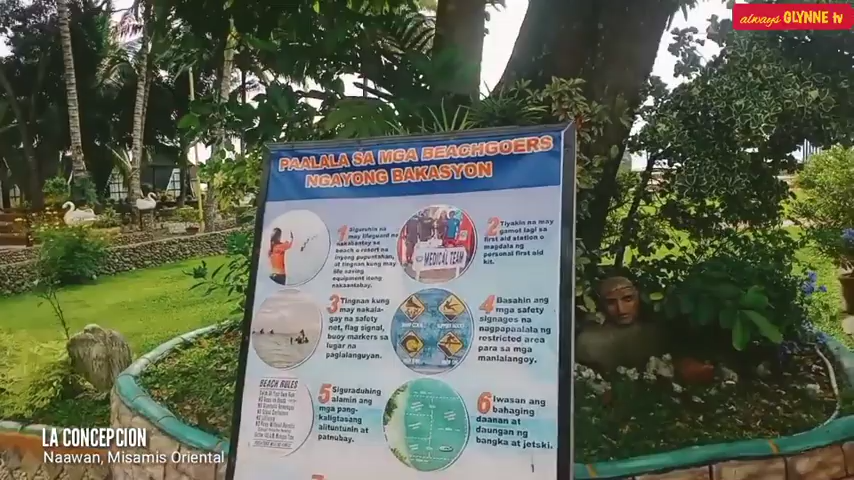 always GLYNNE tv
PAALALA SA MGA BEACHGOERS
NGAYONG BAKASYON
1 Siguruhin na
may lifeguard na
nakabantay sa
beach o resort na
inyong pupuntahan,
at tingnan kung may
life saving
equipment na
nakaantabay.
MEDICAL TEAM
2 Tiyakin na may
gamot lagi sa
first aid station o
magdala ng
personal first aid
kit.
3 Tingnan kung
may nakala-
gay na safety
net, flag signal,
buoy markers sa
lugar na
paglalanguyan.
4 Basahin ang
mga safety
signages na
nagpapaalala ng
restricted area
para sa mga
manlalangoy.
BEACH RULES
5 Siguraduhing
alamin ang
mga pang-
kaligtasang
alituntunin at
patnubay.
6 Iwasan ang
bahaging
daanan at
daungan ng
bangka at jetski.
LA CONCEPCION
Naawan, Misamis Oriental